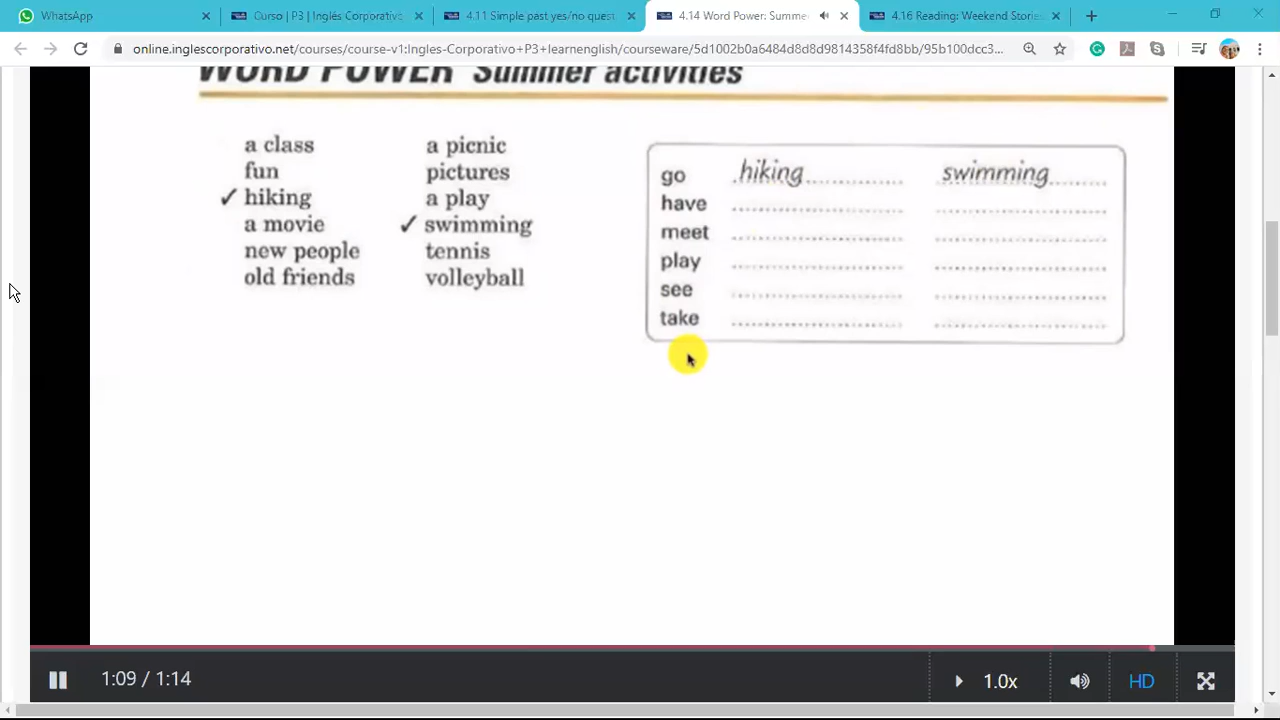 WhatsApp
Curso | P3 | Inglés Corporativo
4.11 Simple past yes/no quest
4.14 Word Power: Summe
4.16 Reading: Weekend Stories
online.inglescorporativo.net/courses/course-v1:Ingles-Corporativo+P3+learnenglish/courseware/5d1002b0a6484d8d8d9814358f4fd8bb/95b100dcc3...
WORD POWER Summer activities
a class
fun
✓ hiking
a movie
new people
old friends
a picnic
pictures
a play
✓ swimming
tennis
volleyball
go hiking swimming
have
meet
play
see
take
1:09 / 1:14
1.0x
HD